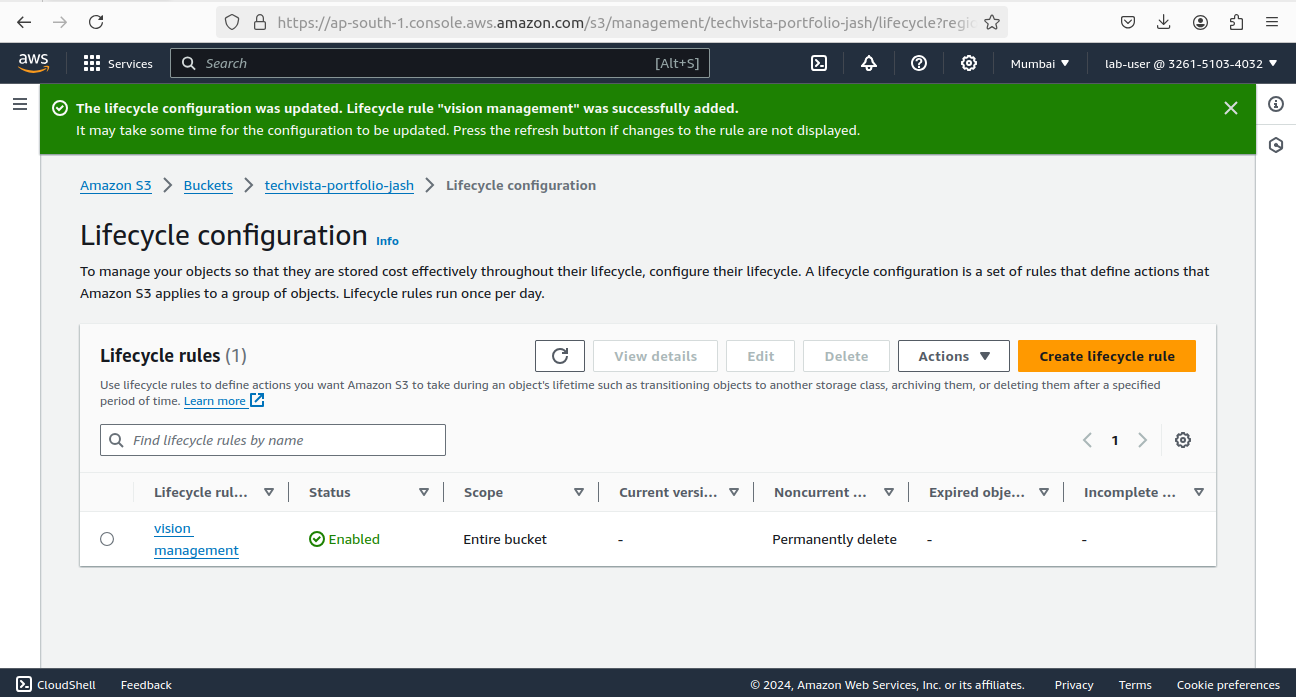 https://ap-south-1.console.aws.amazon.com/s3/management/techvista-portfolio-jash/lifecycle?regio
aws Services Search [Alt+S] Mumbai ▼ lab-user @ 3261-5103-4032 ▼
The lifecycle configuration was updated. Lifecycle rule "vision management" was successfully added.
It may take some time for the configuration to be updated. Press the refresh button if changes to the rule are not displayed.
Amazon S3 > Buckets > techvista-portfolio-jash > Lifecycle configuration
Lifecycle configuration Info
To manage your objects so that they are stored cost effectively throughout their lifecycle, configure their lifecycle. A lifecycle configuration is a set of rules that define actions that
Amazon S3 applies to a group of objects. Lifecycle rules run once per day.
Lifecycle rules (1) View details Edit Delete Actions ▼ Create lifecycle rule
Use lifecycle rules to define actions you want Amazon S3 to take during an object's lifetime such as transitioning objects to another storage class, archiving them, or deleting them after a specified
period of time. Learn more
Find lifecycle rules by name < 1 >
Lifecycle rul... Status Scope Current versi... Noncurrent ... Expired obje... Incomplete ...
vision
management Enabled Entire bucket - Permanently delete - -
CloudShell Feedback © 2024, Amazon Web Services, Inc. or its affiliates. Privacy Terms Cookie preferences